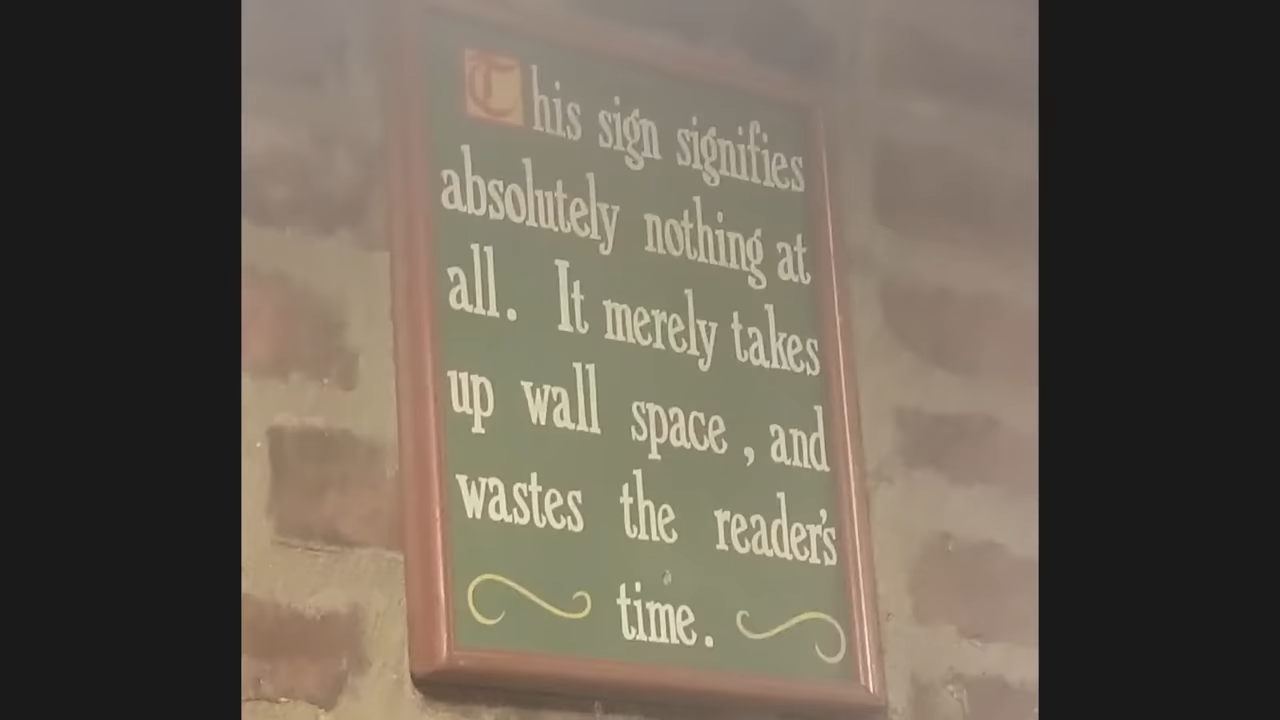 This sign signifies
absolutely nothing at
all. It merely takes
up wall space, and
wastes the reader's
time.